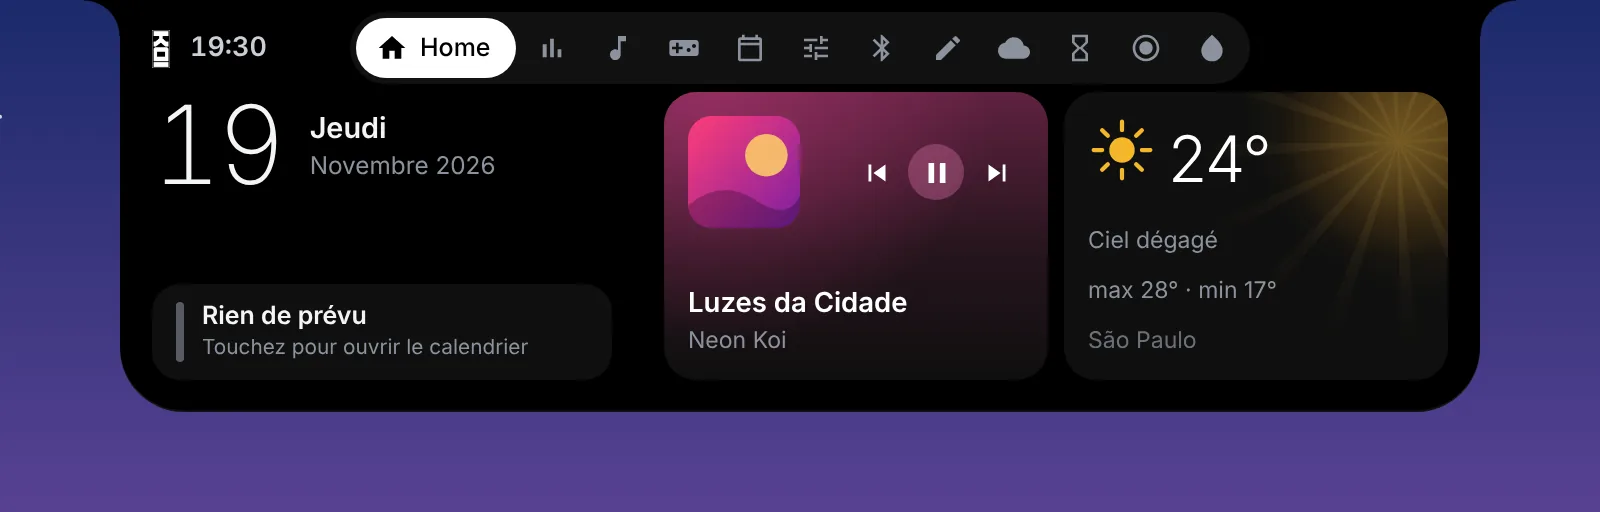 KOI
19:30
Home
19
Jeudi
Novembre 2026
Rien de prévu
Touchez pour ouvrir le calendrier
Luzes da Cidade
Neon Koi
24°
Ciel dégagé
max 28° · min 17°
São Paulo